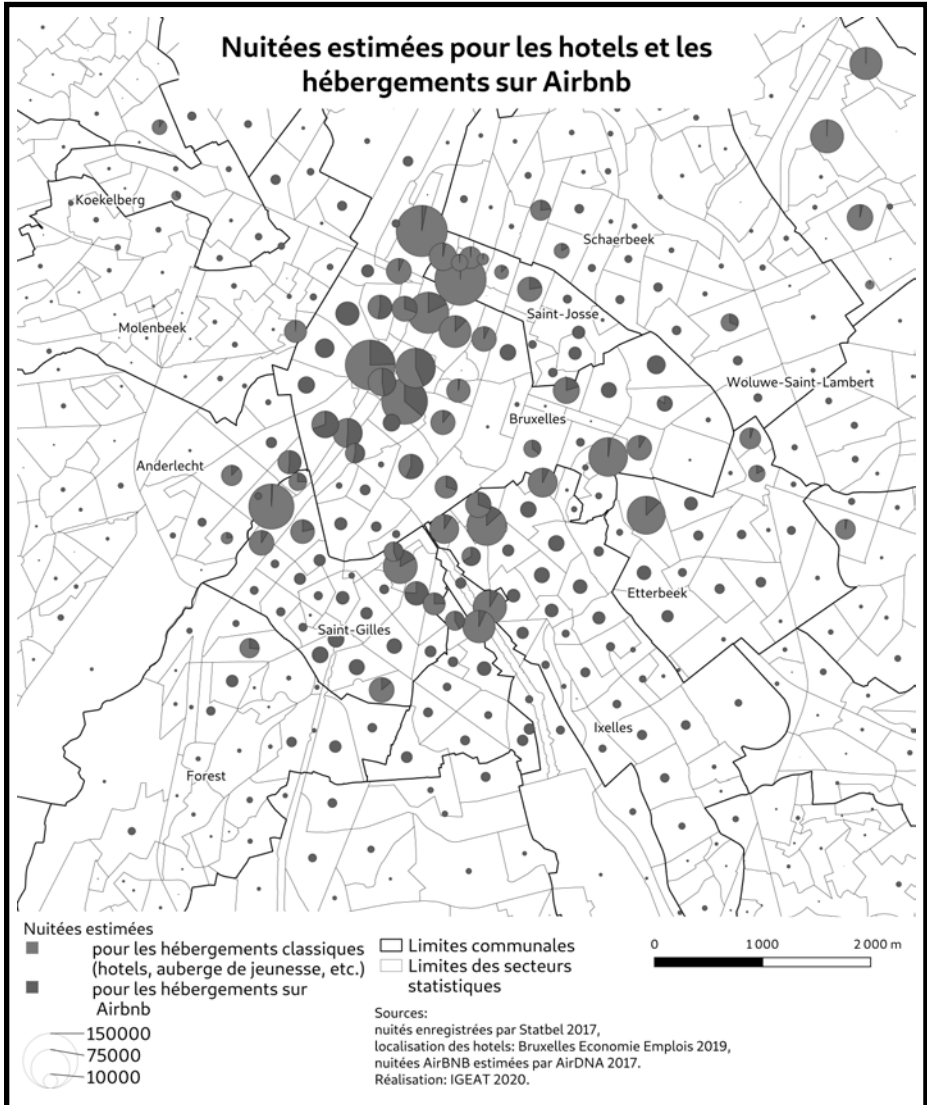 Nuitées estimées pour les hotels et les
hébergements sur Airbnb
Koekelberg
Schaerbeek
Saint-Josse
Molenbeek
Woluwe-Saint-Lambert
Bruxelles
Anderlecht
Etterbeek
Saint-Gilles
Ixelles
Forest
Nuitées estimées
pour les hébergements classiques
(hotels, auberge de jeunesse, etc.)
pour les hébergements sur
Airbnb
150000
75000
10000
Limites communales
Limites des secteurs
statistiques
0 1 000 2 000 m
Sources:
nuités enregistrées par Statbel 2017,
localisation des hotels: Bruxelles Economie Emplois 2019,
nuitées AirBNB estimées par AirDNA 2017.
Réalisation: IGEAT 2020.